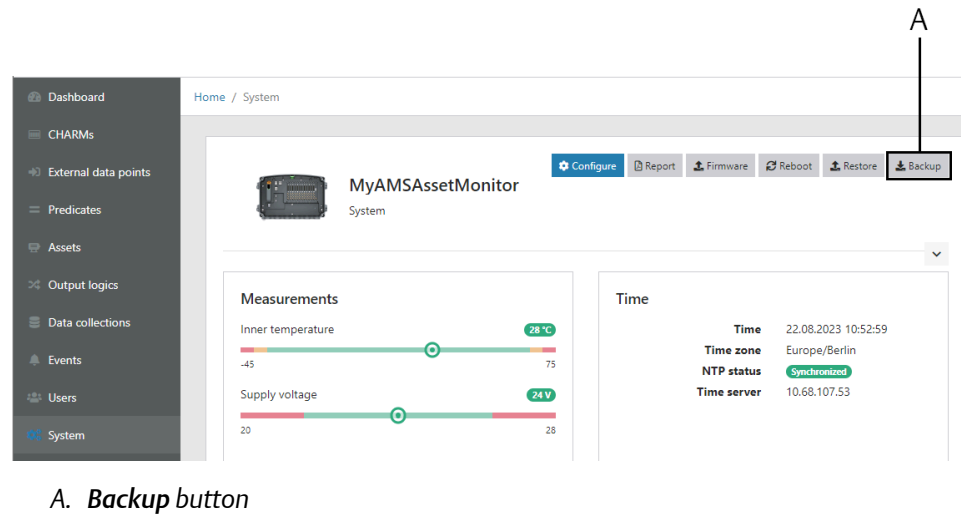 A
Dashboard
Home / System
CHARMs
External data points
Configure
Report
Firmware
Reboot
Restore
Backup
MyAMSAssetMonitor
System
Predicates
Assets
Output logics
Data collections
Events
Users
System
Measurements
Inner temperature 28 °C
-45 75
Supply voltage 24 V
20 28
Time
Time 22.08.2023 10:52:59
Time zone Europe/Berlin
NTP status Synchronized
Time server 10.68.107.53
A. Backup button